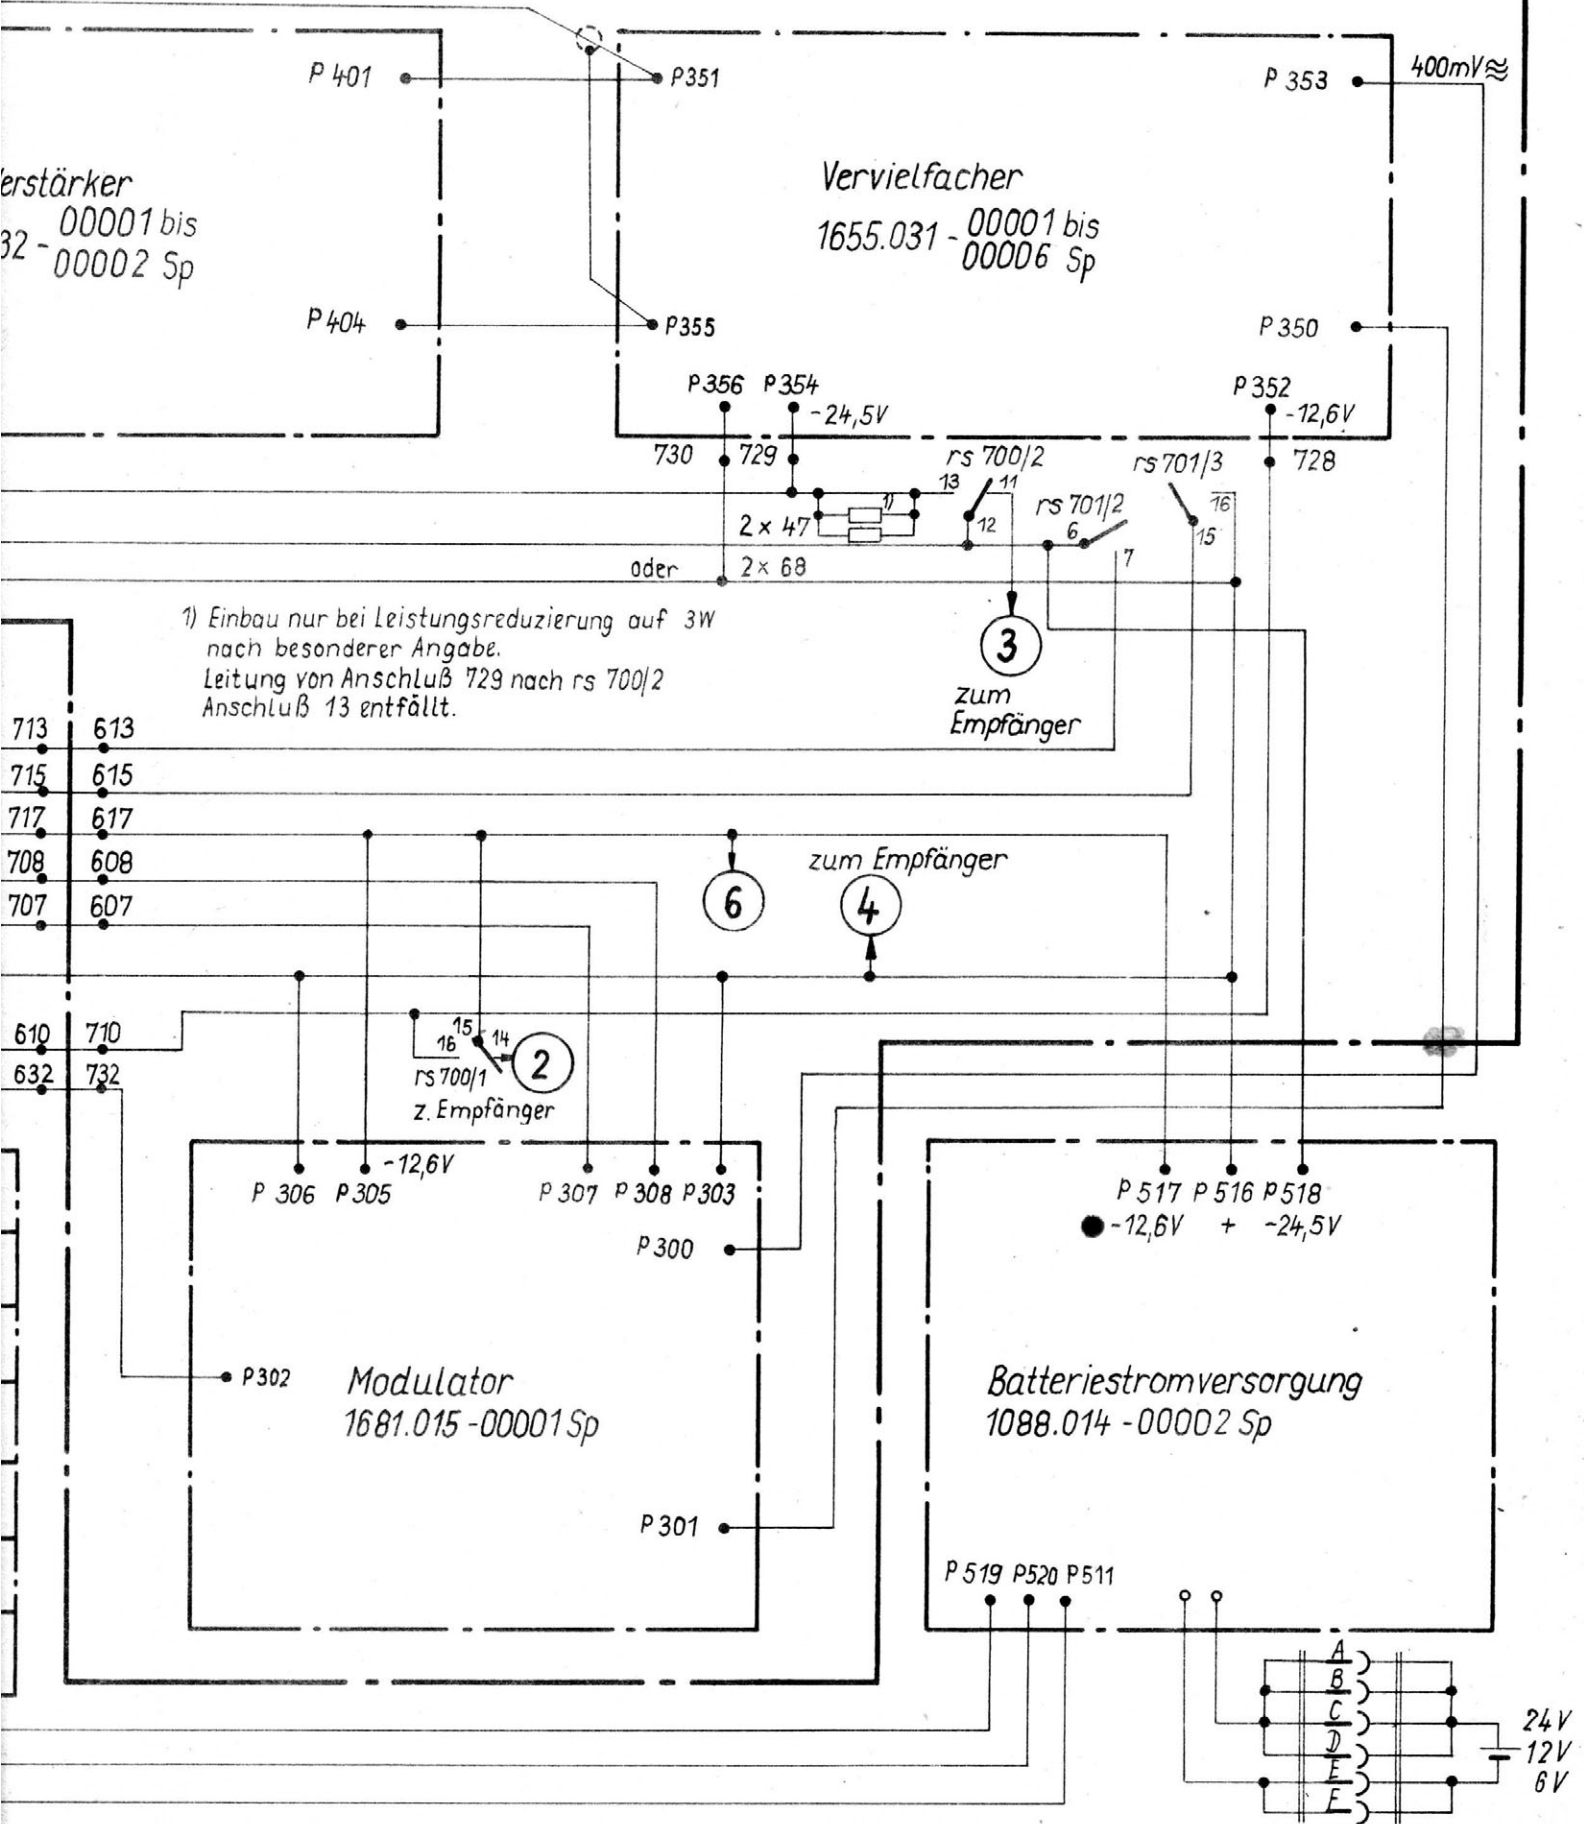 P 401
P351
P 353
400mV≈
erstärker
00001 bis
32 -
00002 Sp
Vervielfacher
1655.031 - 00001 bis
00006 Sp
P 404
P355
P 350
P 356 P 354
-24,5V
P 352
-12,6V
730 729
rs 700/2
rs 701/3
728
13 11
1)
rs 701/2
16
2 × 47
12
6
15
7
oder 2 × 68
1) Einbau nur bei Leistungsreduzierung auf 3W
nach besonderer Angabe.
Leitung von Anschluß 729 nach rs 700/2
Anschluß 13 entfällt.
3
zum
Empfänger
713 613
715 615
717 617
708 608
707 607
zum Empfänger
6
4
610 710
15
16
14
2
632 732
rs 700/1
z. Empfänger
-12,6V
P 306 P 305 P 307 P 308 P 303
P 517 P 516 P 518
-12,6V + -24,5V
P 300
P 302
Modulator
1681.015 -00001 Sp
Batteriestromversorgung
1088.014 -00002 Sp
P 301
P 519 P520 P 511
A
B
C
D
E
F
24V
12V
6V